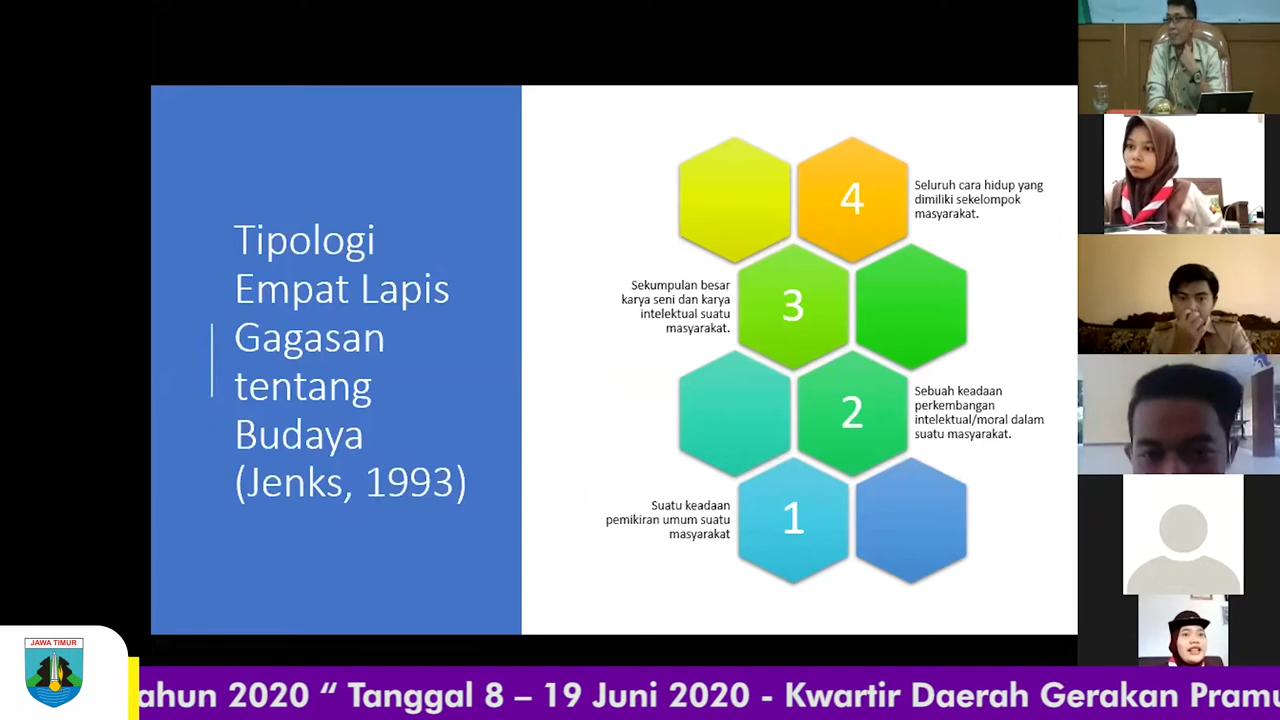 Tipologi
Empat Lapis
Gagasan
tentang
Budaya
(Jenks, 1993)
4
Seluruh cara hidup yang
dimiliki sekelompok
masyarakat.
Sekumpulan besar
karya seni dan karya
intelektual suatu
masyarakat.
3
2
Sebuah keadaan
perkembangan
intelektual/moral dalam
suatu masyarakat.
Suatu keadaan
pemikiran umum suatu
masyarakat
1
JAWA TIMUR
ahun 2020 “ Tanggal 8 – 19 Juni 2020 - Kwartir Daerah Gerakan Pramu